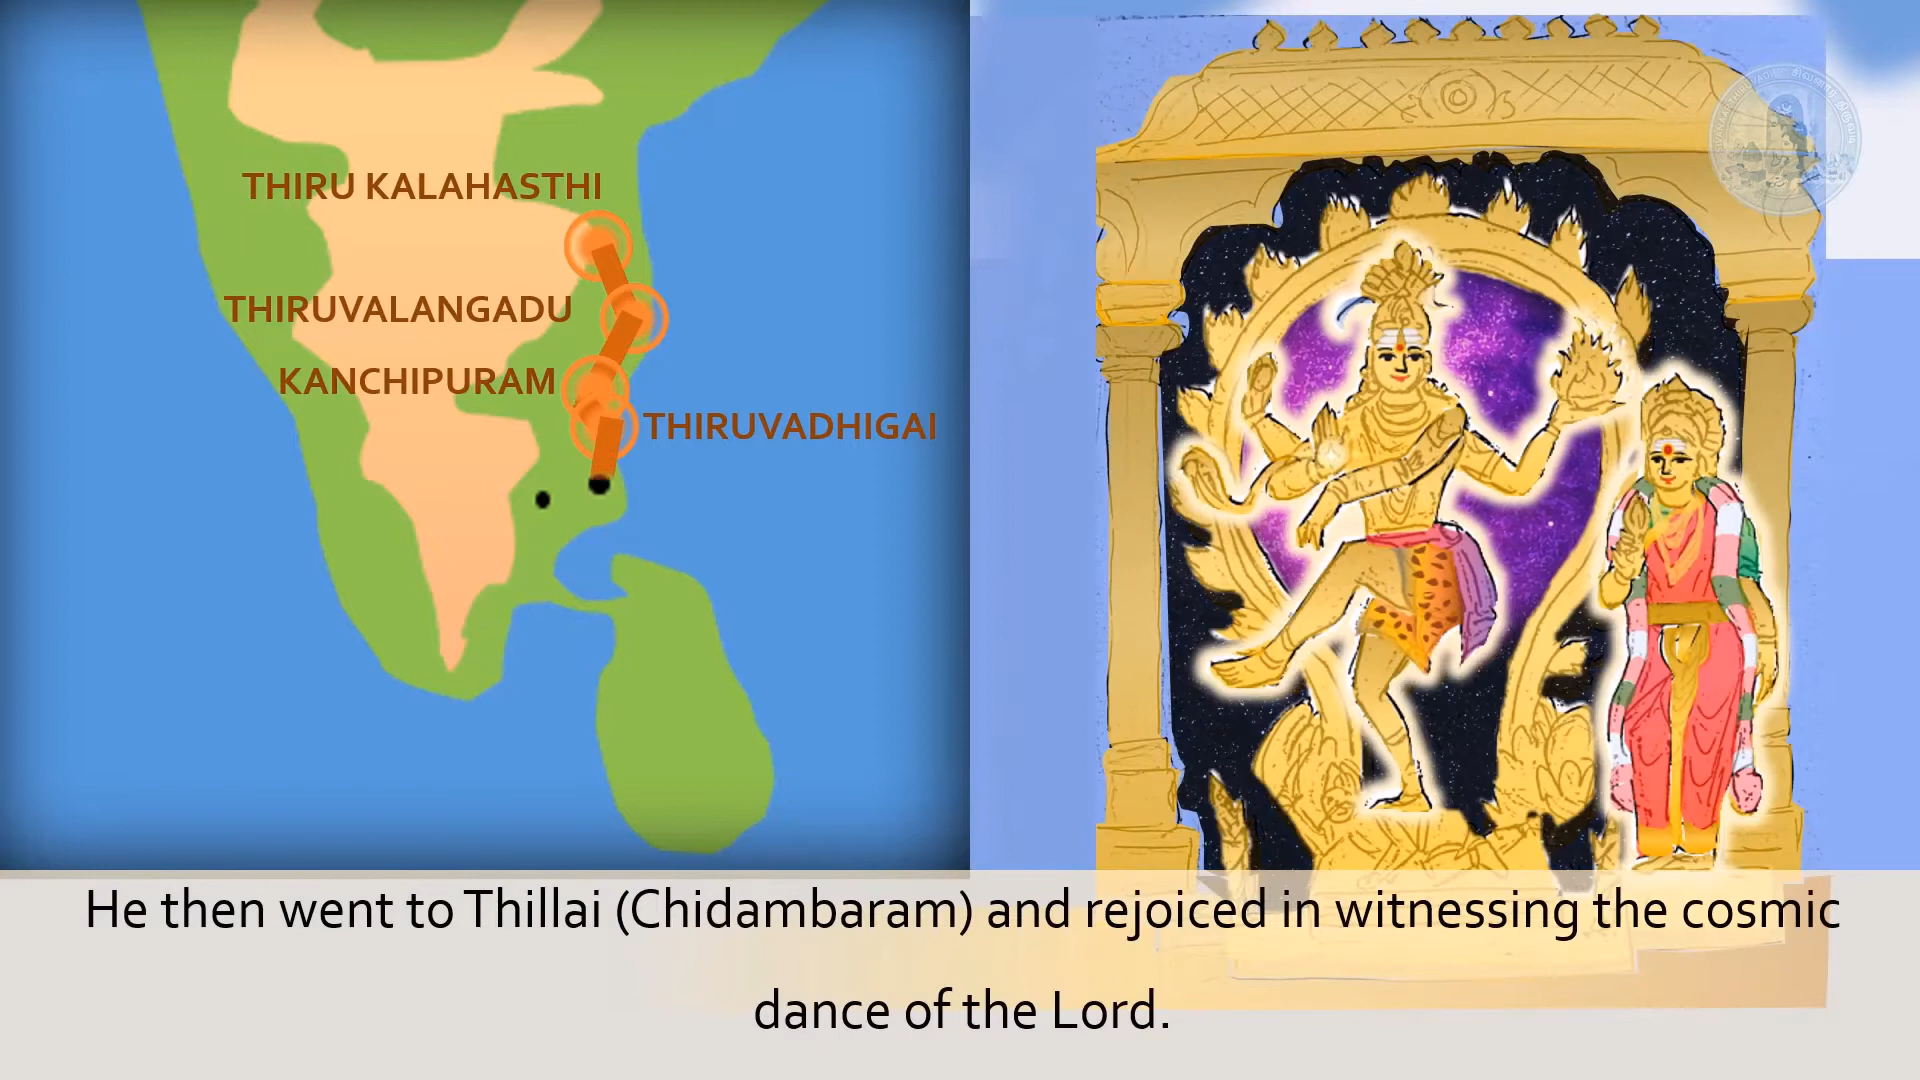 THIRU KALAHASTHI
THIRUVALANGADU
KANCHIPURAM
THIRUVADHIGAI
He then went to Thillai (Chidambaram) and rejoiced in witnessing the cosmic
dance of the Lord.